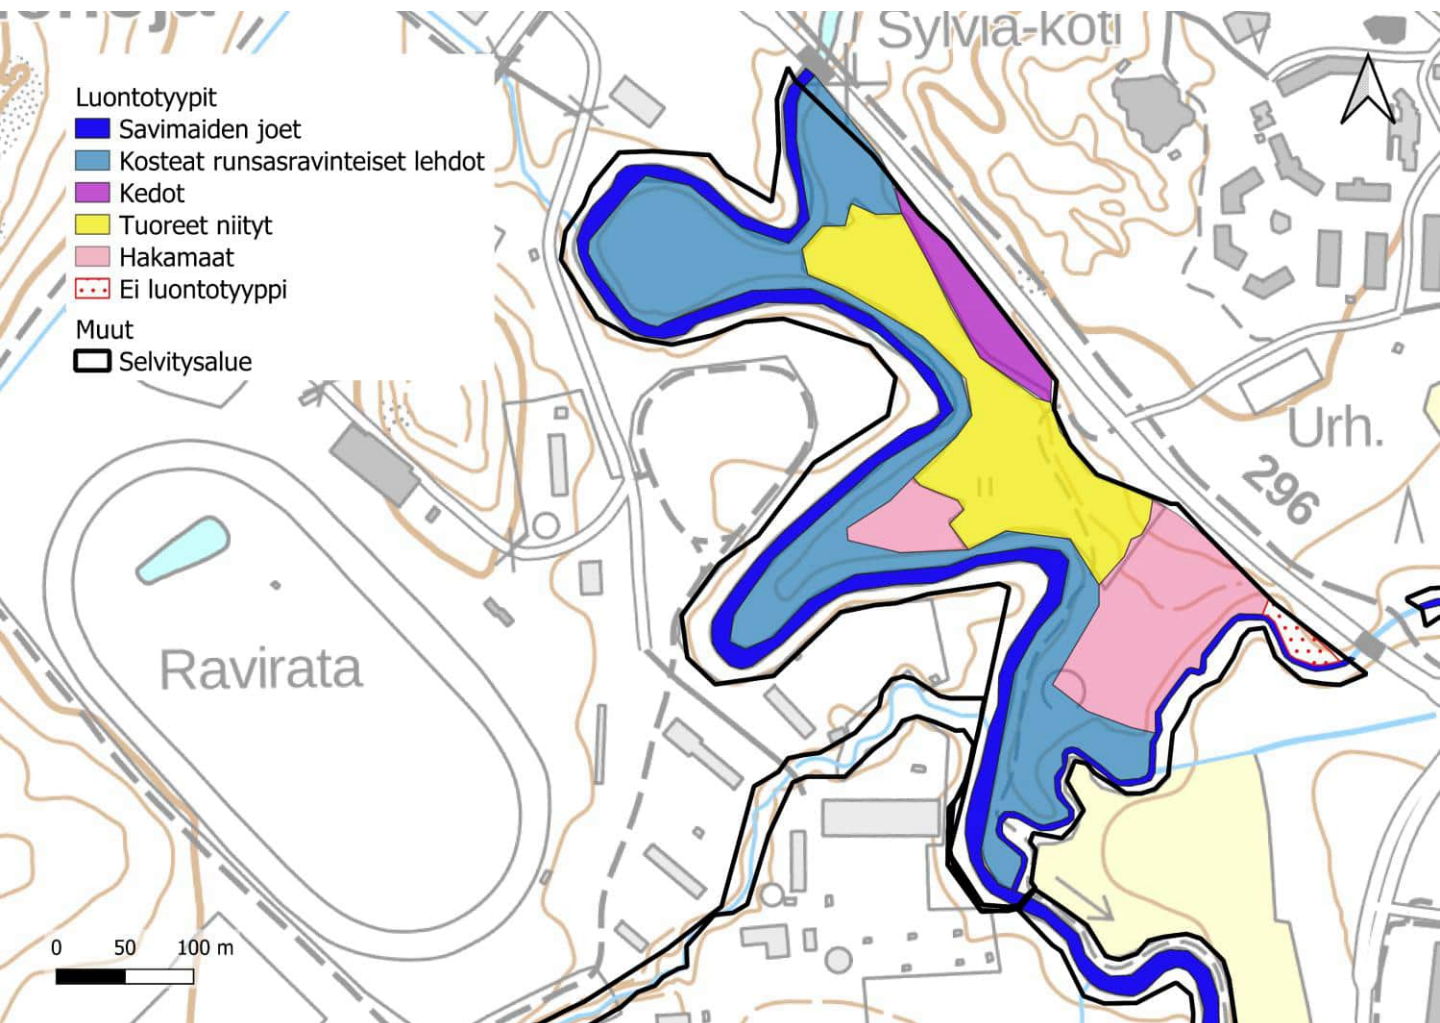 Sylvia-koti
Luontotyypit
Savimaiden joet
Kosteat runsasravinteiset lehdot
Kedot
Tuoreet niityt
Hakamaat
Ei luontotyyppi
Muut
Selvitysalue
Urh.
296
Ravirata
0 50 100 m